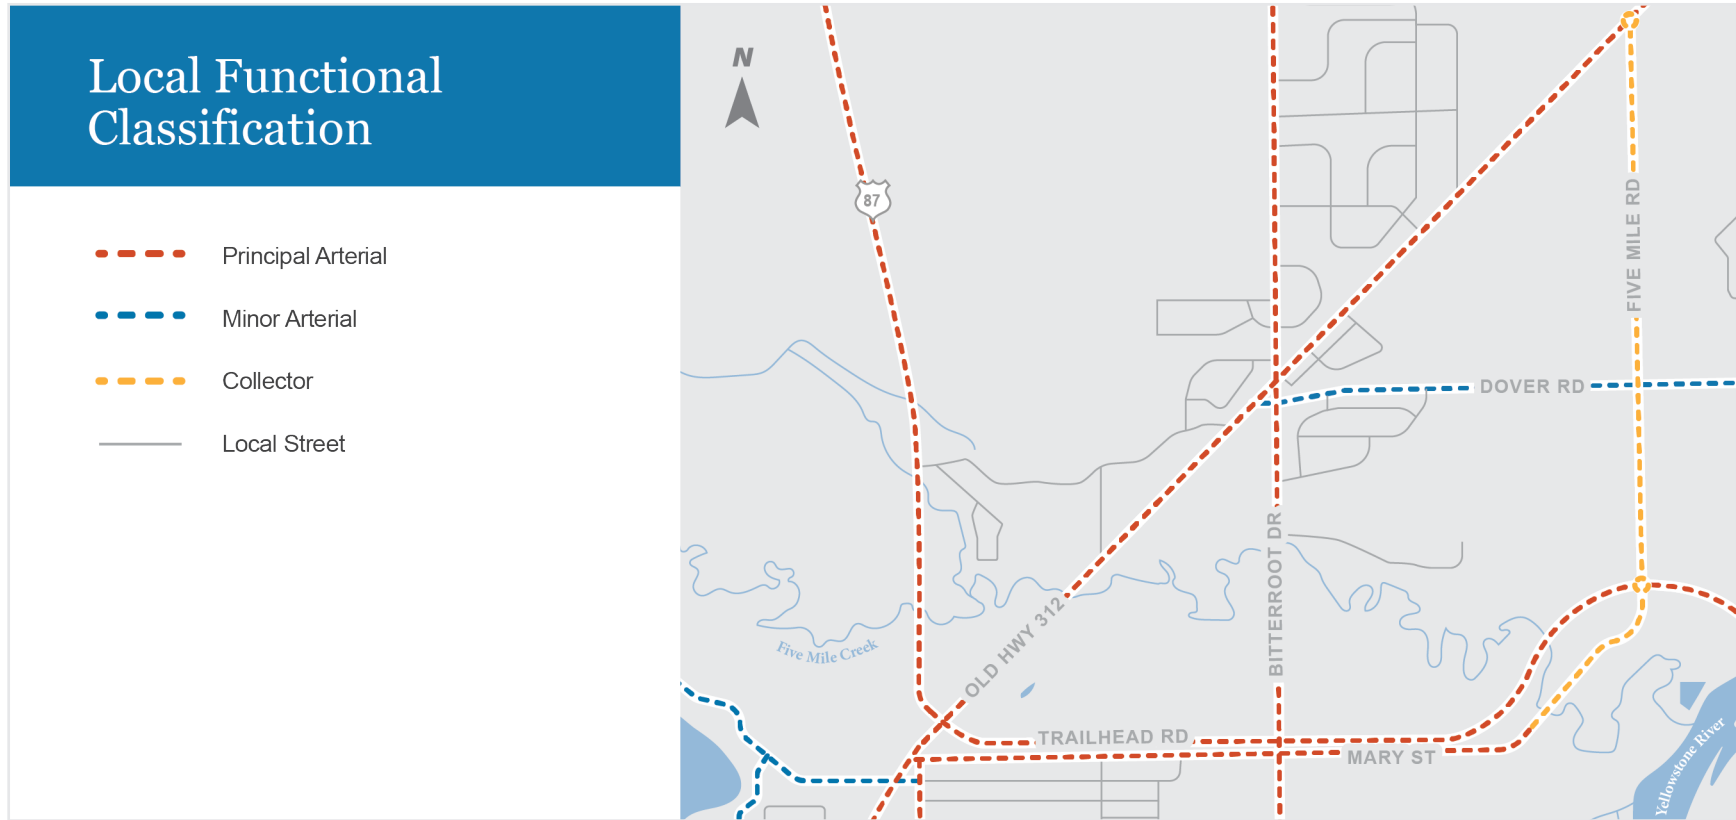 Local Functional
Classification
Principal Arterial
Minor Arterial
Collector
Local Street
N
87
FIVE MILE RD
DOVER RD
BITTERROOT DR
OLD HWY 312
Five Mile Creek
TRAILHEAD RD
MARY ST
Yellowstone River